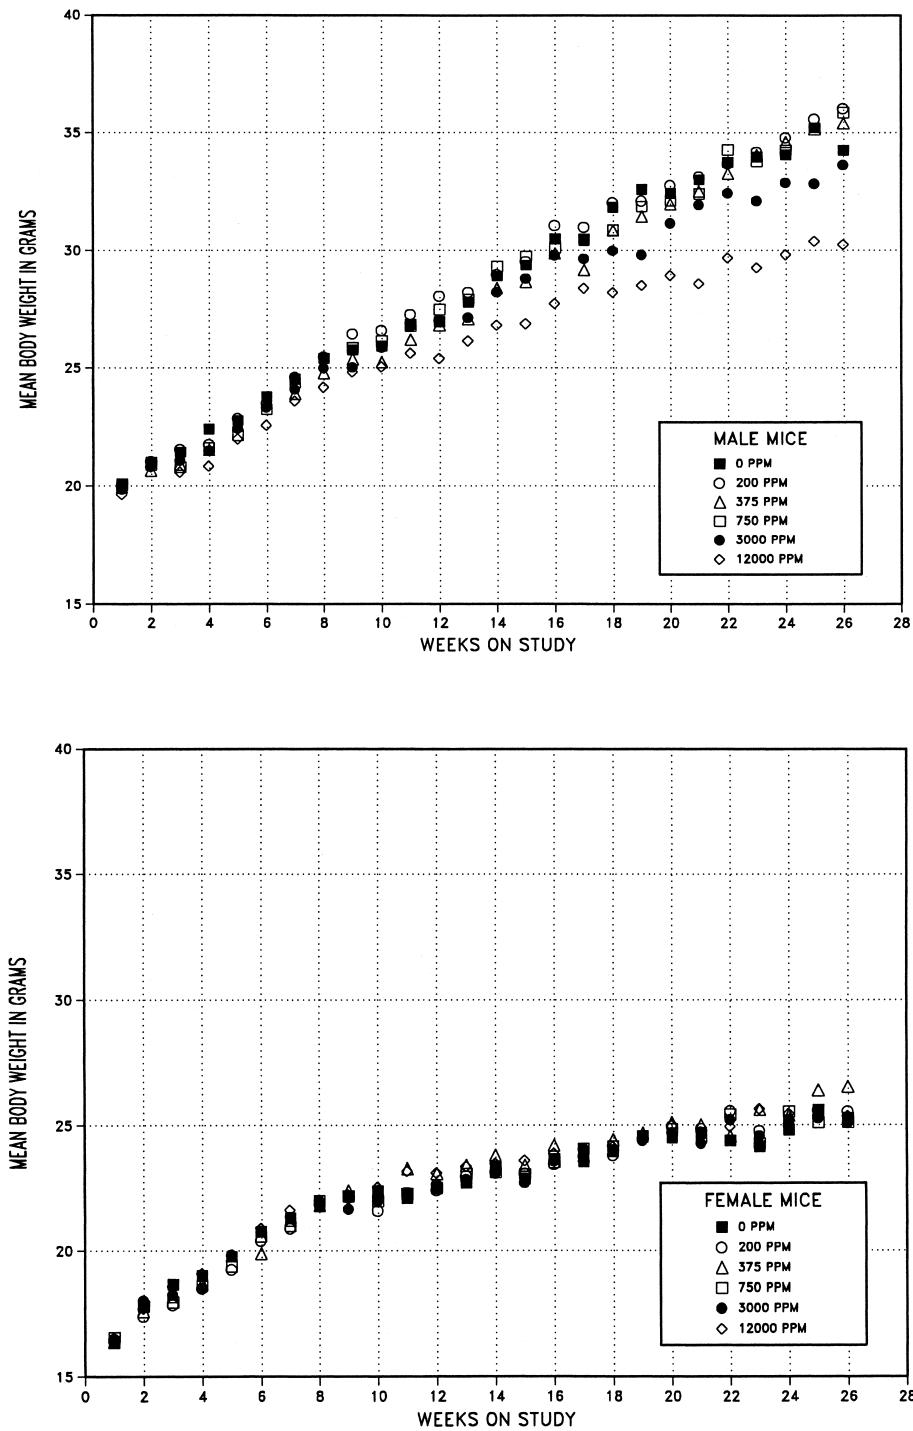 40
35
30
25
20
15
MEAN BODY WEIGHT IN GRAMS
MALE MICE
0 PPM
200 PPM
375 PPM
750 PPM
3000 PPM
12000 PPM
0 2 4 6 8 10 12 14 16 18 20 22 24 26 28
WEEKS ON STUDY
40
35
30
25
20
15
MEAN BODY WEIGHT IN GRAMS
FEMALE MICE
0 PPM
200 PPM
375 PPM
750 PPM
3000 PPM
12000 PPM
0 2 4 6 8 10 12 14 16 18 20 22 24 26 28
WEEKS ON STUDY